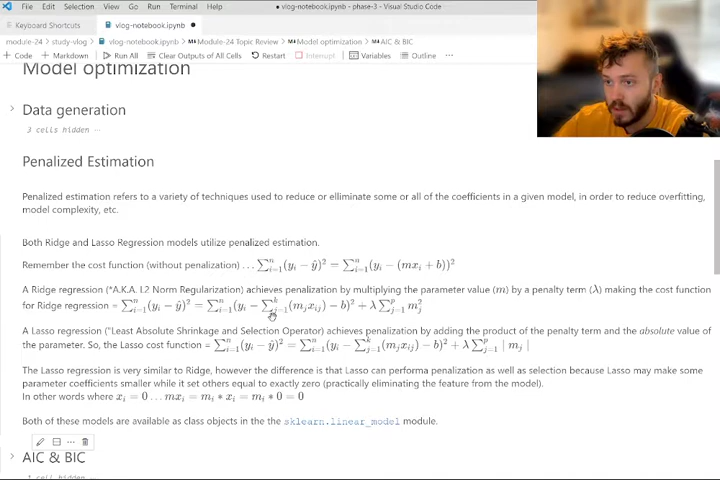 File Edit Selection View Go Run Terminal Help
• vlog-notebook.ipynb - phase-3 - Visual Studio Code
Keyboard Shortcuts
vlog-notebook.ipynb ●
module-24 > study-vlog > vlog-notebook.ipynb > M↓Module-24 Topic Review > M↓Model optimization > M↓AIC & BIC
+ Code + Markdown Run All Clear Outputs of All Cells Restart Interrupt Variables Outline ...
Model optimization
Data generation
3 cells hidden ...
Penalized Estimation
Penalized estimation refers to a variety of techniques used to reduce or elliminate some or all of the coefficients in a given model, in order to reduce overfitting,
model complexity, etc.
Both Ridge and Lasso Regression models utilize penalized estimation.
Remember the cost function (without penalization) ... ∑ⁿᵢ₌₁(yᵢ − ŷ)² = ∑ⁿᵢ₌₁(yᵢ − (mxᵢ + b))²
A Ridge regression (*A.K.A. L2 Norm Regularization) achieves penalization by multiplying the parameter value (m) by a penalty term (λ) making the cost function
for Ridge regression = ∑ⁿᵢ₌₁(yᵢ − ŷ)² = ∑ⁿᵢ₌₁(yᵢ − ∑ᵏⱼ₌₁(mⱼxᵢⱼ) − b)² + λ∑ᵖⱼ₌₁ mⱼ²
A Lasso regression ("Least Absolute Shrinkage and Selection Operator) achieves penalization by adding the product of the penalty term and the absolute value of
the parameter. So, the Lasso cost function = ∑ⁿᵢ₌₁(yᵢ − ŷ)² = ∑ⁿᵢ₌₁(yᵢ − ∑ᵏⱼ₌₁(mⱼxᵢⱼ) − b)² + λ∑ᵖⱼ₌₁ | mⱼ |
The Lasso regression is very similar to Ridge, however the difference is that Lasso can performa penalization as well as selection because Lasso may make some
parameter coefficients smaller while it set others equal to exactly zero (practically eliminating the feature from the model).
In other words where xᵢ = 0 ... mxᵢ = mᵢ * xᵢ = mᵢ * 0 = 0
Both of these models are available as class objects in the the sklearn.linear_model module.
AIC & BIC